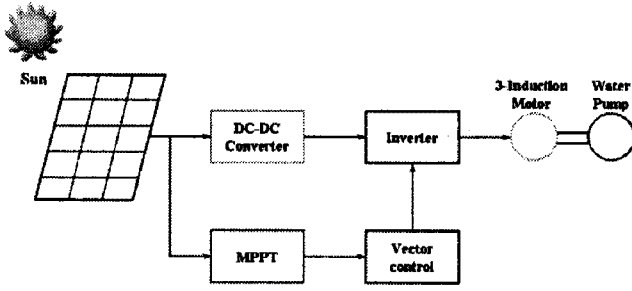 Sun
3-Induction
Motor
Water
Pump
DC-DC
Converter
Inverter
MPPT
Vector
control